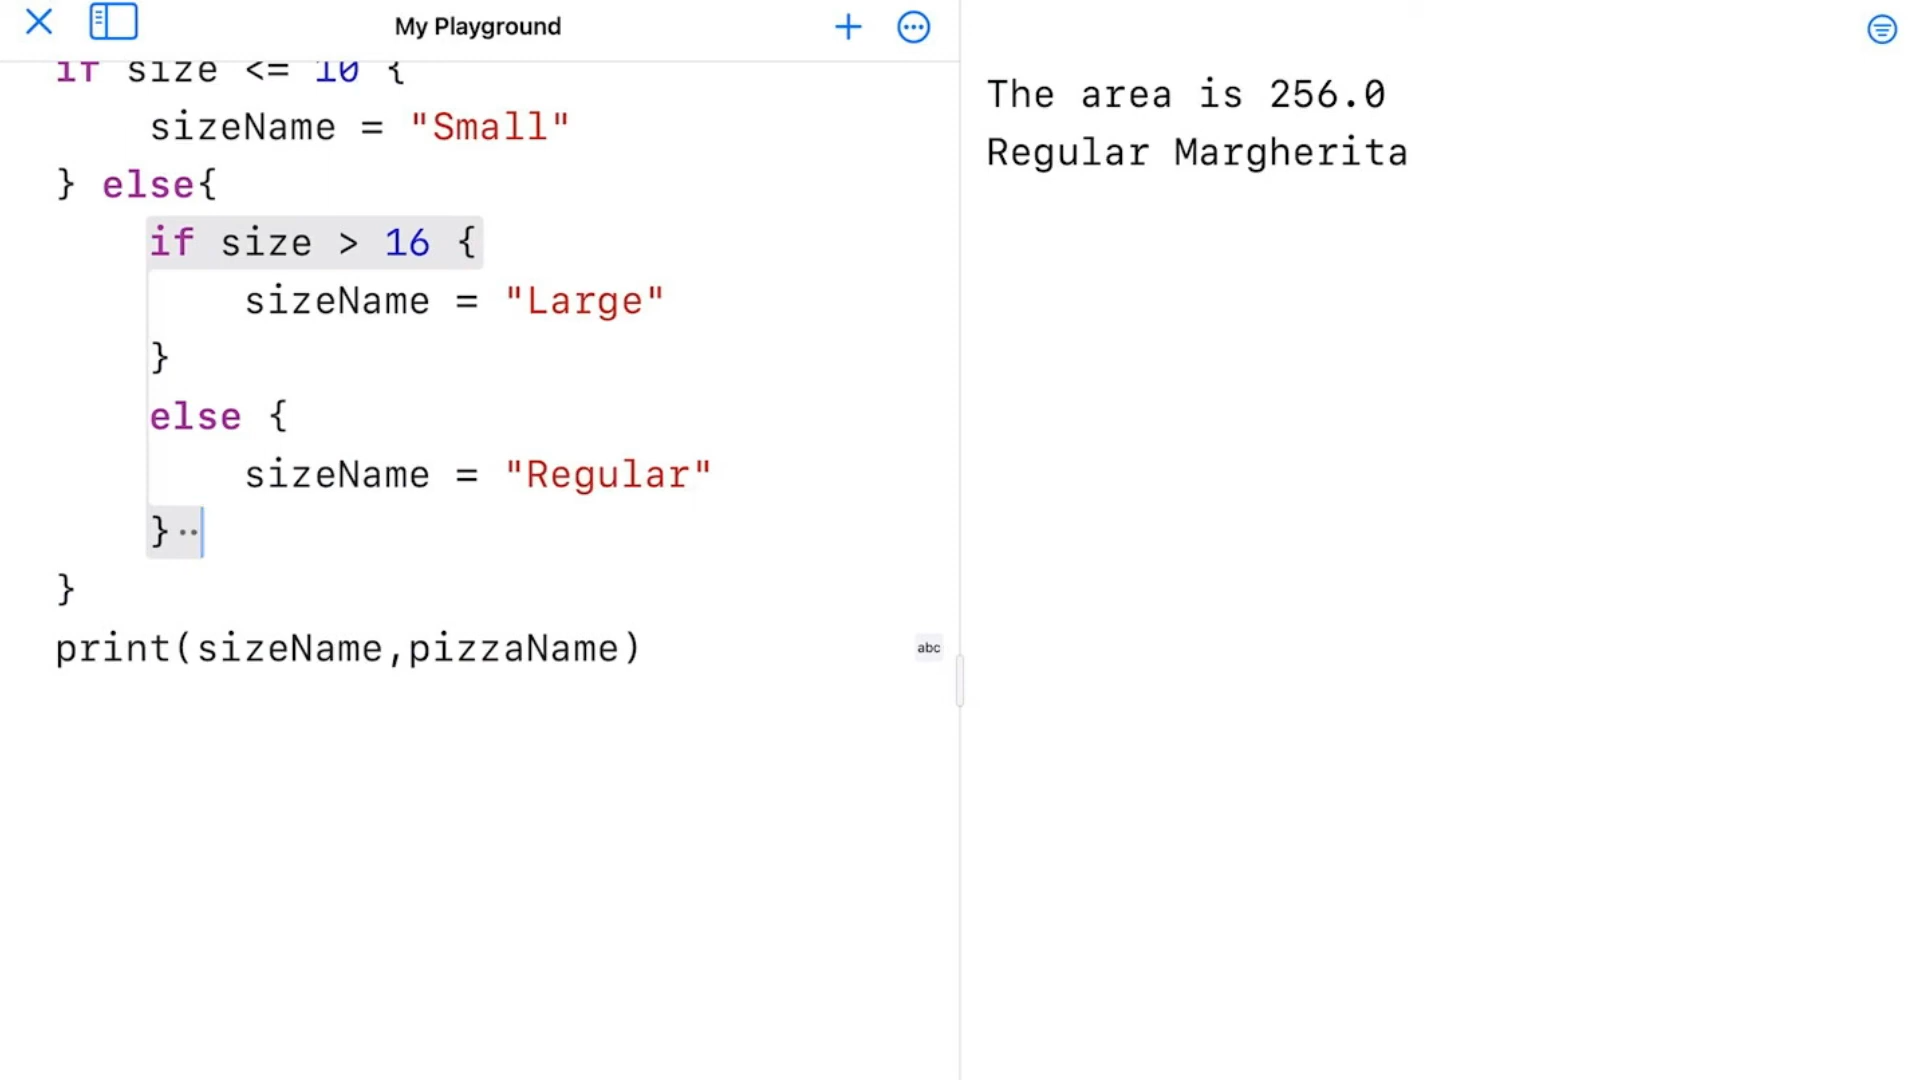 My Playground
if size <= 10 {
sizeName = "Small"
} else{
if size > 16 {
sizeName = "Large"
}
else {
sizeName = "Regular"
}
}
print(sizeName,pizzaName)
abc
The area is 256.0
Regular Margherita